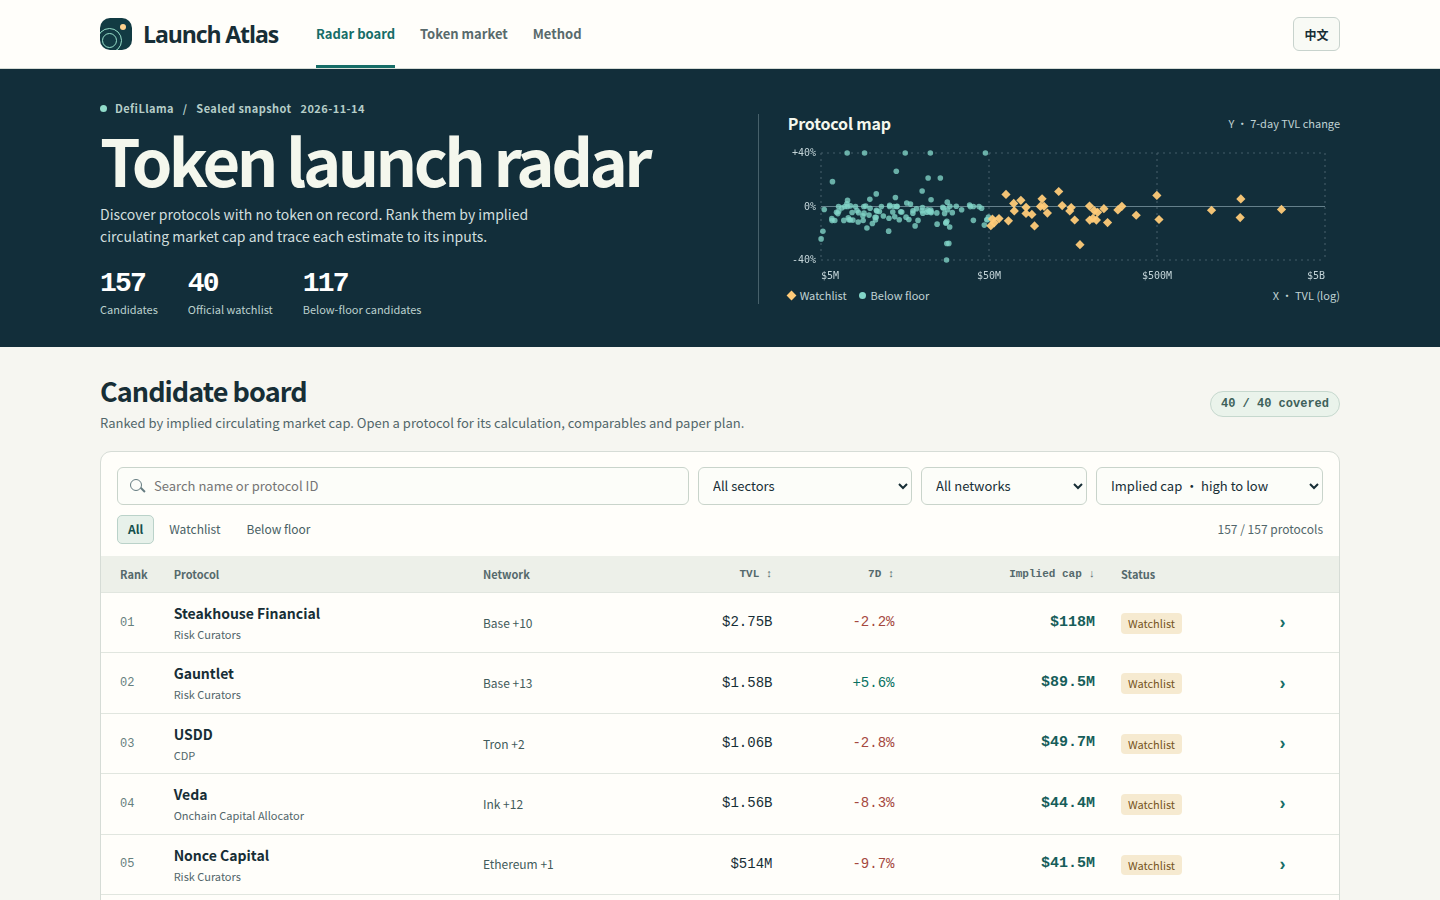 Launch Atlas
Radar board
Token market
Method
中文
DefiLlama / Sealed snapshot 2026-11-14
Token launch radar
Discover protocols with no token on record. Rank them by implied
circulating market cap and trace each estimate to its inputs.
157
40
117
Candidates
Official watchlist
Below-floor candidates
Protocol map
Y · 7-day TVL change
+40%
0%
-40%
$5M
$50M
$500M
$5B
Watchlist
Below floor
X · TVL (log)
Candidate board
Ranked by implied circulating market cap. Open a protocol for its calculation, comparables and paper plan.
40 / 40 covered
Search name or protocol ID
All sectors
All networks
Implied cap · high to low
All
Watchlist
Below floor
157 / 157 protocols
Rank Protocol Network TVL ↕ 7D ↕ Implied cap ↓ Status
01 Steakhouse Financial Base +10 $2.75B -2.2% $118M Watchlist ›
Risk Curators
02 Gauntlet Base +13 $1.58B +5.6% $89.5M Watchlist ›
Risk Curators
03 USDD Tron +2 $1.06B -2.8% $49.7M Watchlist ›
CDP
04 Veda Ink +12 $1.56B -8.3% $44.4M Watchlist ›
Onchain Capital Allocator
05 Nonce Capital Ethereum +1 $514M -9.7% $41.5M Watchlist ›
Risk Curators